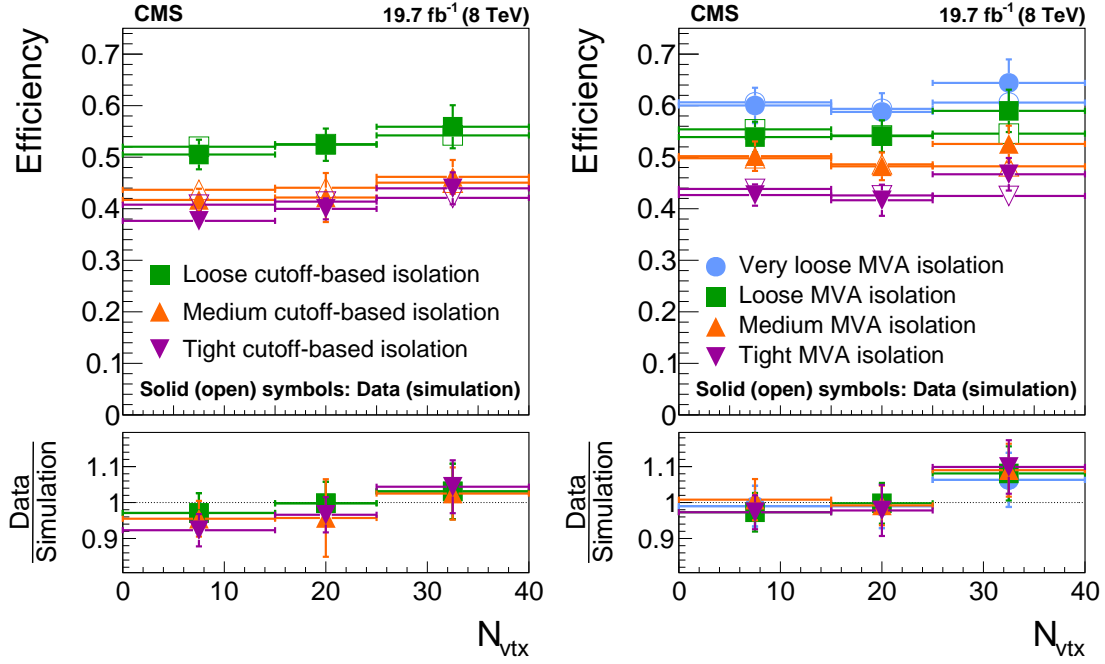 CMS 19.7 fb⁻¹ (8 TeV)
Efficiency
0.7
0.6
0.5
0.4
0.3
0.2
0.1
0
Loose cutoff-based isolation
Medium cutoff-based isolation
Tight cutoff-based isolation
Solid (open) symbols: Data (simulation)
Data
Simulation
1.1
1
0.9
0 10 20 30 40
N_vtx
CMS 19.7 fb⁻¹ (8 TeV)
Efficiency
0.7
0.6
0.5
0.4
0.3
0.2
0.1
0
Very loose MVA isolation
Loose MVA isolation
Medium MVA isolation
Tight MVA isolation
Solid (open) symbols: Data (simulation)
Data
Simulation
1.1
1
0.9
0 10 20 30 40
N_vtx